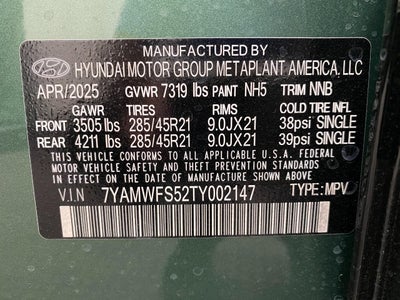 MANUFACTURED BY
HYUNDAI MOTOR GROUP METAPLANT AMERICA, LLC
APR/2025 GVWR 7319 lbs PAINT NH5 TRIM NNB
GAWR TIRES RIMS COLD TIRE INFL
FRONT 3505 lbs 285/45R21 9.0JX21 38psi SINGLE
REAR 4211 lbs 285/45R21 9.0JX21 39psi SINGLE
THIS VEHICLE CONFORMS TO ALL APPLICABLE U.S.A. FEDERAL
MOTOR VEHICLE SAFETY STANDARDS IN EFFECT ON THE
DATE OF MANUFACTURE SHOWN ABOVE.
V.I.N 7YAMWFS52TY002147 TYPE: MPV